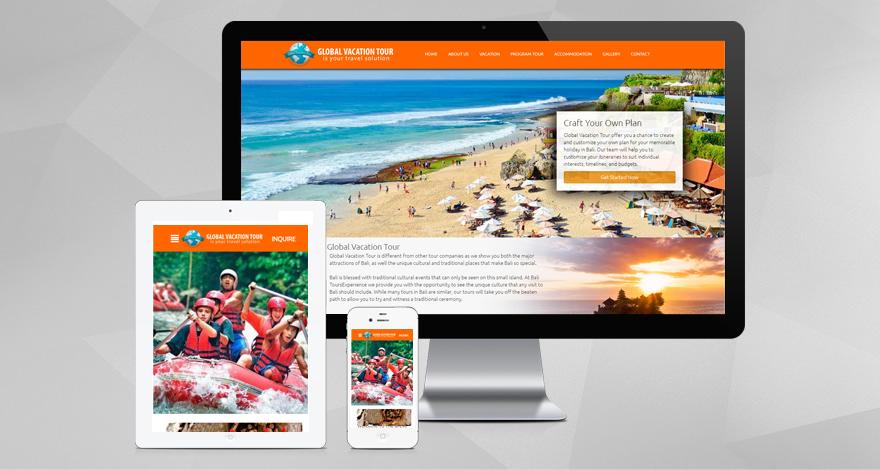 GLOBAL VACATION TOUR
is your travel solution
HOME ABOUT US VACATION PROGRAM TOUR ACCOMMODATION GALLERY CONTACT
Craft Your Own Plan
Global Vacation Tour offer you a chance to create
and customize your own plan for your memorable
holiday in Bali. Our team will help you to
customize your itineraries to suit individual
interests, timelines, and budgets.
Get Started Now
Global Vacation Tour
Global Vacation Tour is different from other tour companies as we show you both the major
attractions of Bali, as well the unique cultural and traditional places that make Bali so special.
Bali is blessed with traditional cultural events that can only be seen on this small island. At Bali
ToursExperience we provide you with the opportunity to see the unique culture that any visit to
Bali should include. While many tours in Bali are similar, our tours will take you off the beaten
path to allow you to try and witness a traditional ceremony.
GLOBAL VACATION TOUR
is your travel solution
INQUIRE
GLOBAL VACATION TOUR